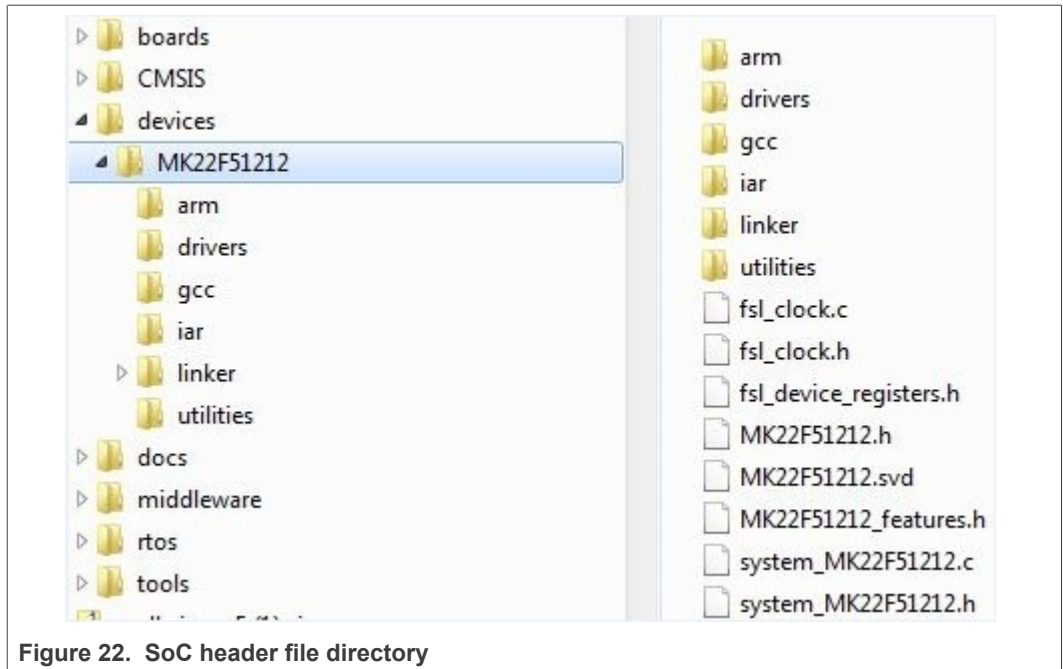 boards
CMSIS
devices
MK22F51212
arm
drivers
gcc
iar
linker
utilities
docs
middleware
rtos
tools
arm
drivers
gcc
iar
linker
utilities
fsl_clock.c
fsl_clock.h
fsl_device_registers.h
MK22F51212.h
MK22F51212.svd
MK22F51212_features.h
system_MK22F51212.c
system_MK22F51212.h
Figure 22. SoC header file directory